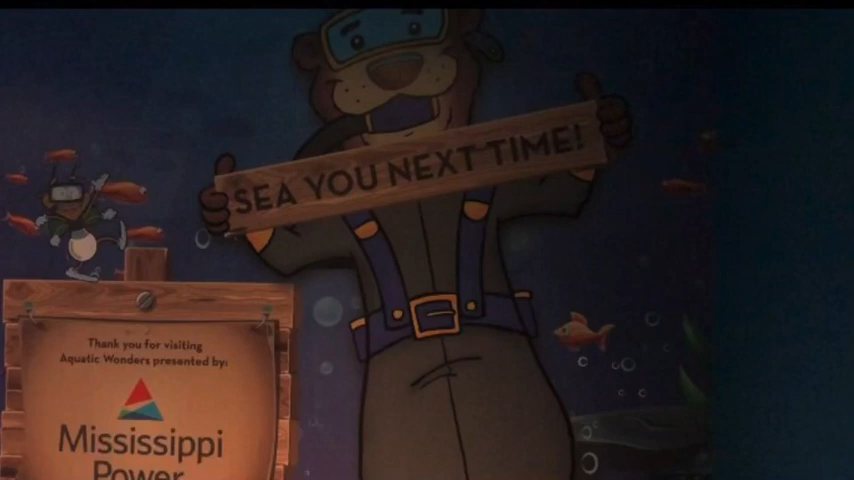 SEA YOU NEXT TIME!
Thank you for visiting
Aquatic Wonders presented by:
Mississippi
Power